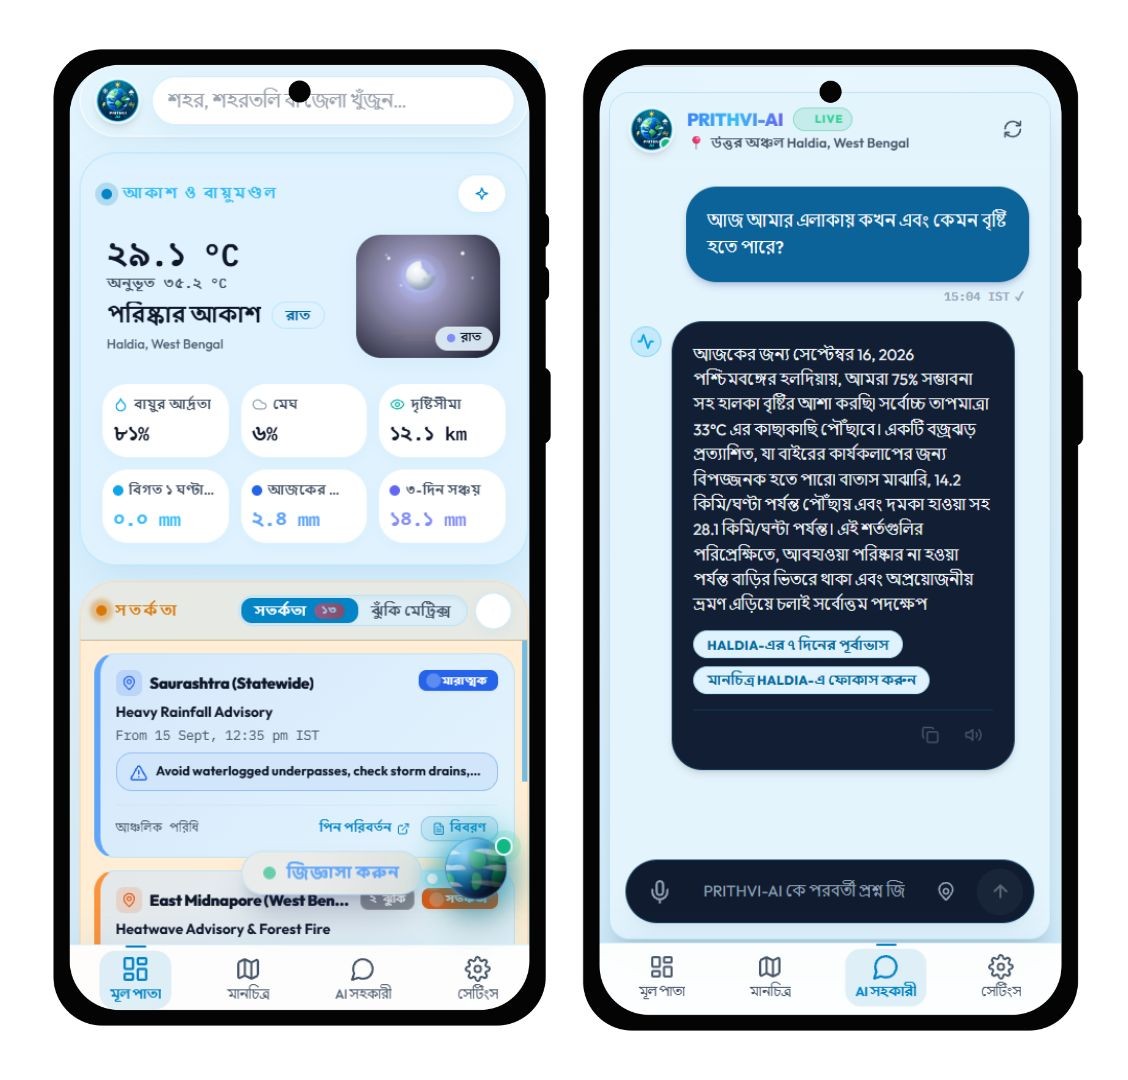 শহর, শহরতলি বা জেলা খুঁজুন...
আকাশ ও বায়ুমণ্ডল
২৯.১ °C
অনুভূত ৩৫.২ °C
পরিষ্কার আকাশ রাত
Haldia, West Bengal
রাত
বায়ুর আর্দ্রতা
৮১%
মেঘ
৬%
দৃষ্টিসীমা
১২.১ km
বিগত ১ ঘণ্টা...
০.০ mm
আজকের ...
২.৪ mm
৩-দিন সঞ্চয়
১৪.১ mm
সতর্কতা
সতর্কতা ১৩ ঝুঁকি মেট্রিক্স
Saurashtra (Statewide) মারাত্মক
Heavy Rainfall Advisory
From 15 Sept, 12:35 pm IST
Avoid waterlogged underpasses, check storm drains,...
আঞ্চলিক পরিধি পিন পরিবর্তন বিবরণ
জিজ্ঞাসা করুন
East Midnapore (West Ben... ২ ঝুঁকি
Heatwave Advisory & Forest Fire
মূল পাতা মানচিত্র AI সহকারী সেটিংস
PRITHVI-AI LIVE
উত্তর অঞ্চল Haldia, West Bengal
আজ আমার এলাকায় কখন এবং কেমন বৃষ্টি
হতে পারে?
15:04 IST ✓
আজকের জন্য সেপ্টেম্বর 16, 2026
পশ্চিমবঙ্গের হলদিয়ায়, আমরা 75% সম্ভাবনা
সহ হালকা বৃষ্টির আশা করছি৷ সর্বোচ্চ তাপমাত্রা
33°C এর কাছাকাছি পৌঁছাবে। একটি বজ্রঝড়
প্রত্যাশিত, যা বাইরের কার্যকলাপের জন্য
বিপজ্জনক হতে পারে৷ বাতাস মাঝারি, 14.2
কিমি/ঘণ্টা পর্যন্ত পৌঁছায় এবং দমকা হাওয়া সহ
28.1 কিমি/ঘন্টা পর্যন্ত। এই শর্তগুলির
পরিপ্রেক্ষিতে, আবহাওয়া পরিষ্কার না হওয়া
পর্যন্ত বাড়ির ভিতরে থাকা এবং অপ্রয়োজনীয়
ভ্রমণ এড়িয়ে চলাই সর্বোত্তম পদক্ষেপ
HALDIA-এর ৭ দিনের পূর্বাভাস
মানচিত্র HALDIA-এ ফোকাস করুন
PRITHVI-AI কে পরবর্তী প্রশ্ন জি
মূল পাতা মানচিত্র AI সহকারী সেটিংস